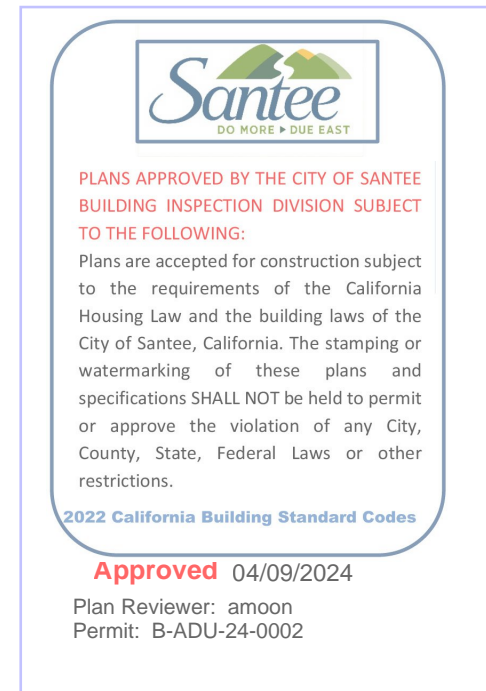 Santee
DO MORE ▶ DUE EAST
PLANS APPROVED BY THE CITY OF SANTEE
BUILDING INSPECTION DIVISION SUBJECT
TO THE FOLLOWING:
Plans are accepted for construction subject
to the requirements of the California
Housing Law and the building laws of the
City of Santee, California. The stamping or
watermarking of these plans and
specifications SHALL NOT be held to permit
or approve the violation of any City,
County, State, Federal Laws or other
restrictions.
2022 California Building Standard Codes
Approved 04/09/2024
Plan Reviewer: amoon
Permit: B-ADU-24-0002